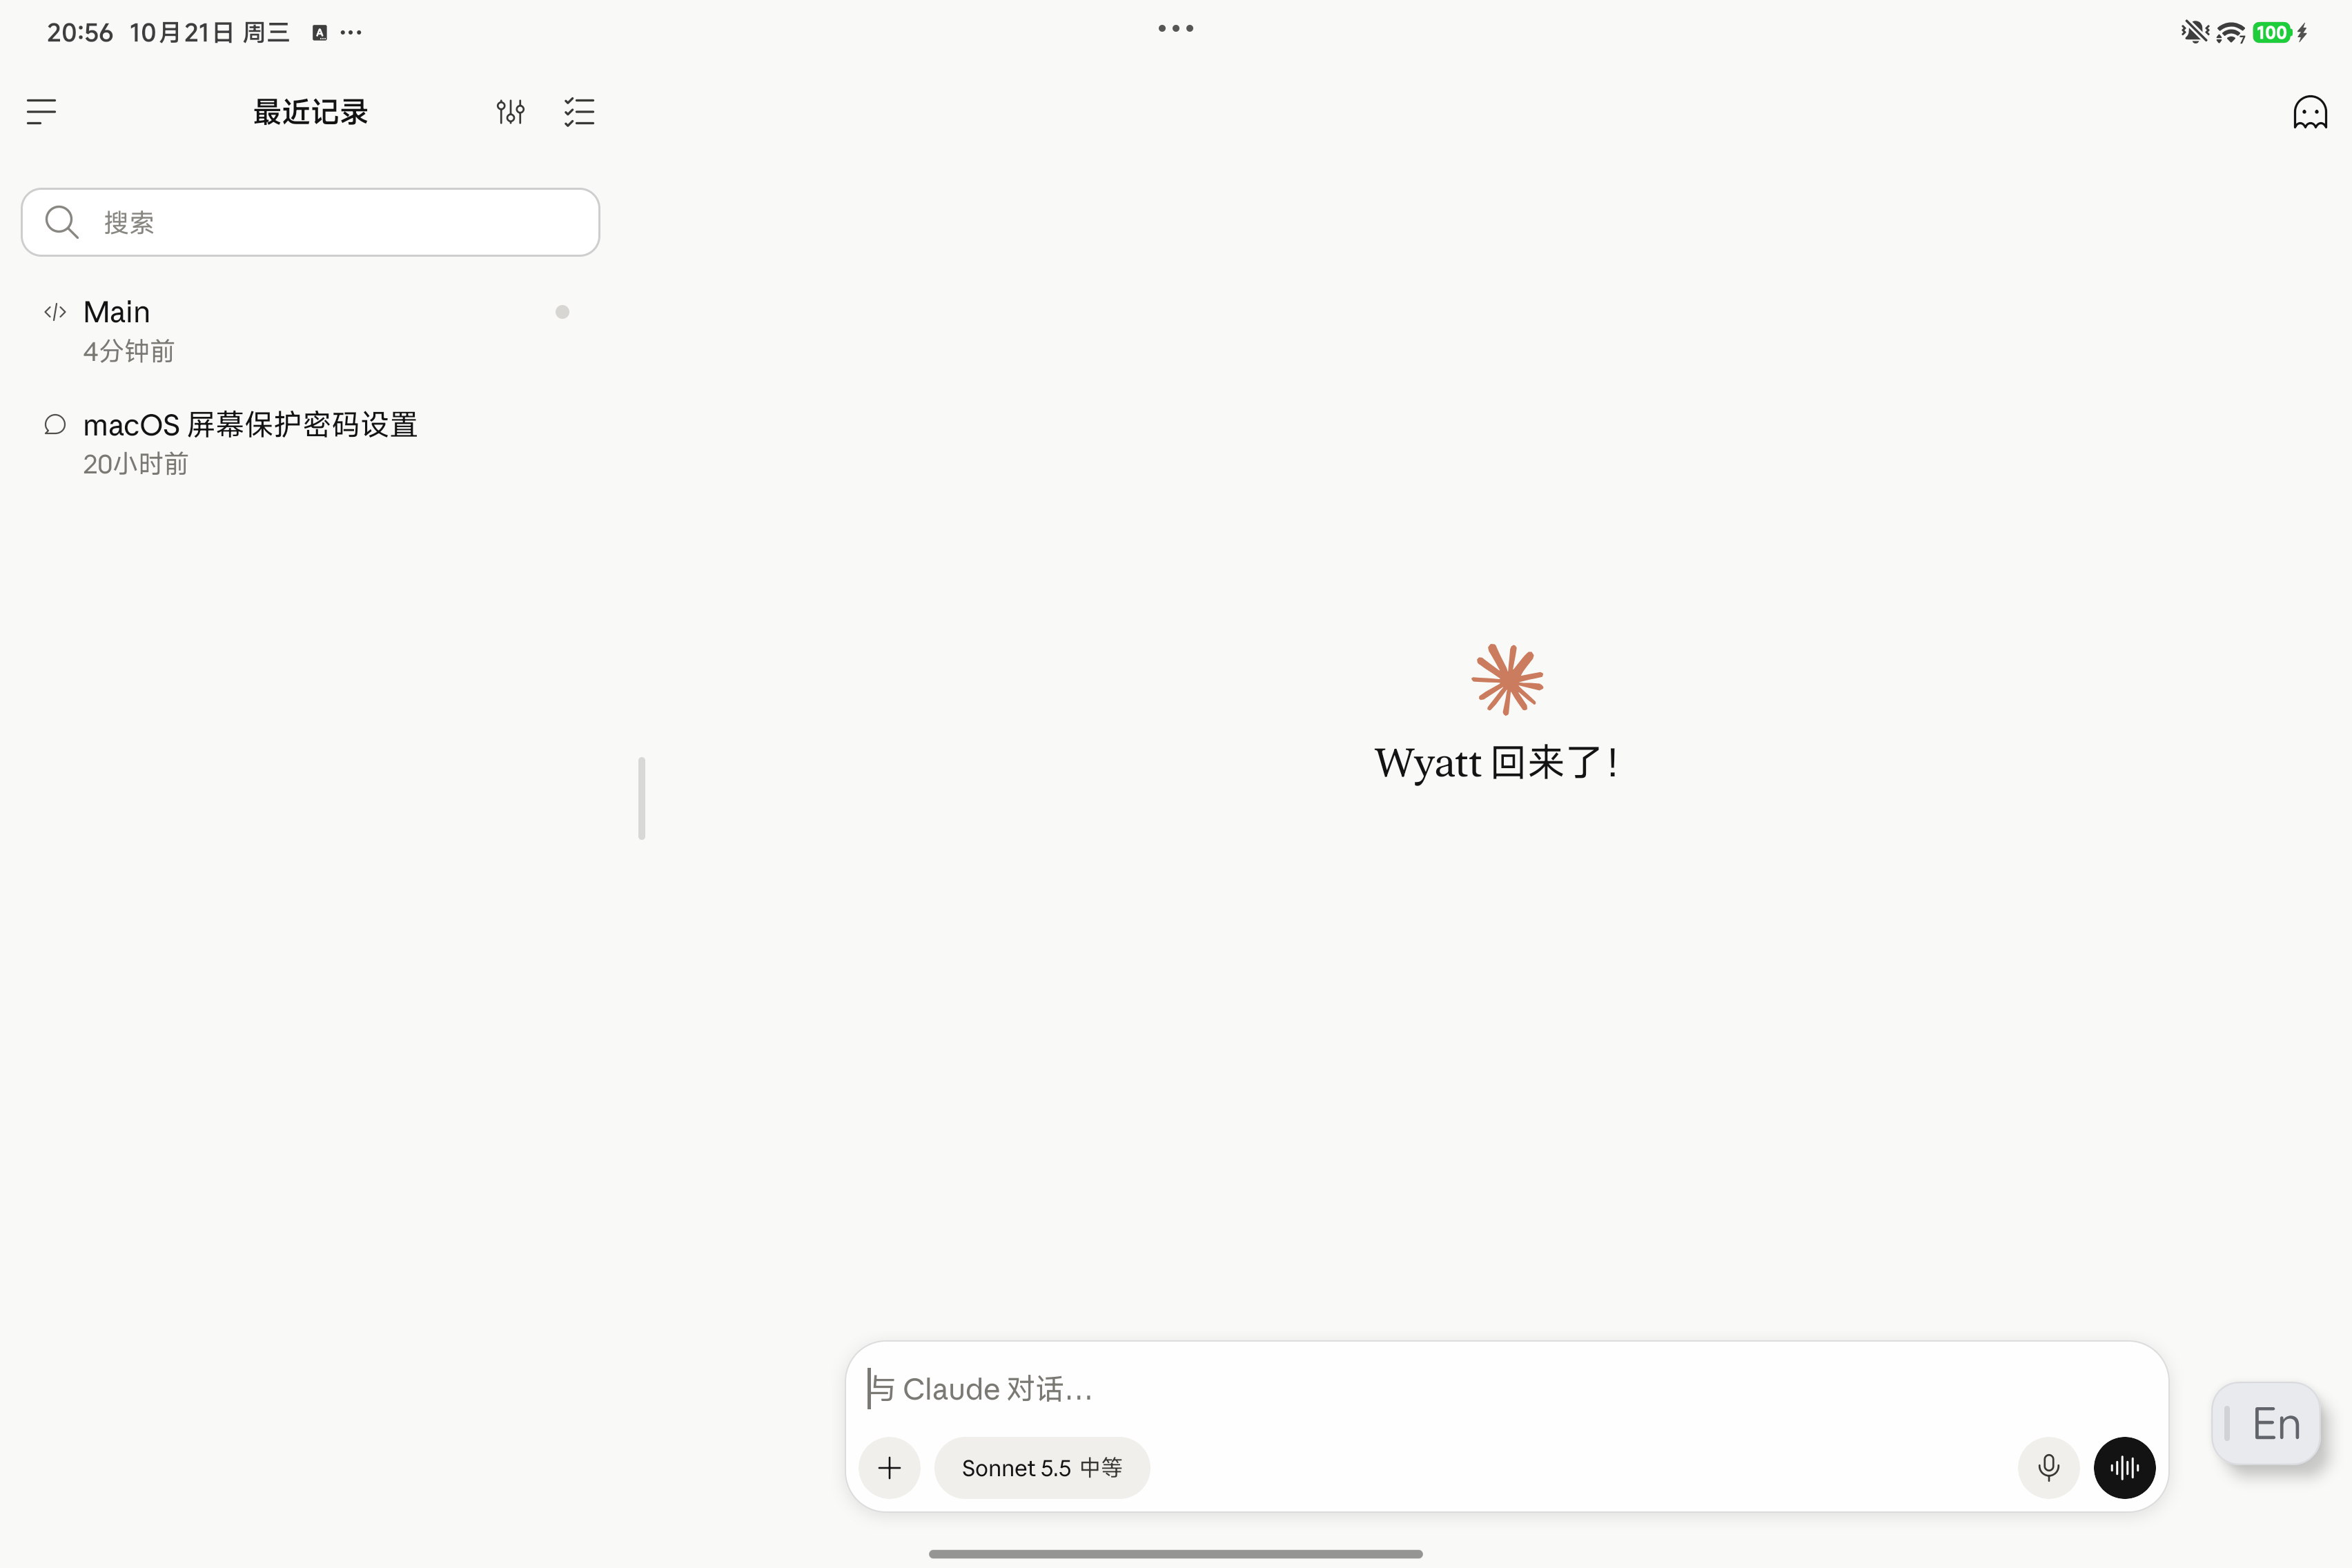 20:56 10月21日 周三 A
7 100
最近记录
搜索
Main
4分钟前
macOS 屏幕保护密码设置
20小时前
Wyatt 回来了!
与 Claude 对话...
Sonnet 5.5 中等
En